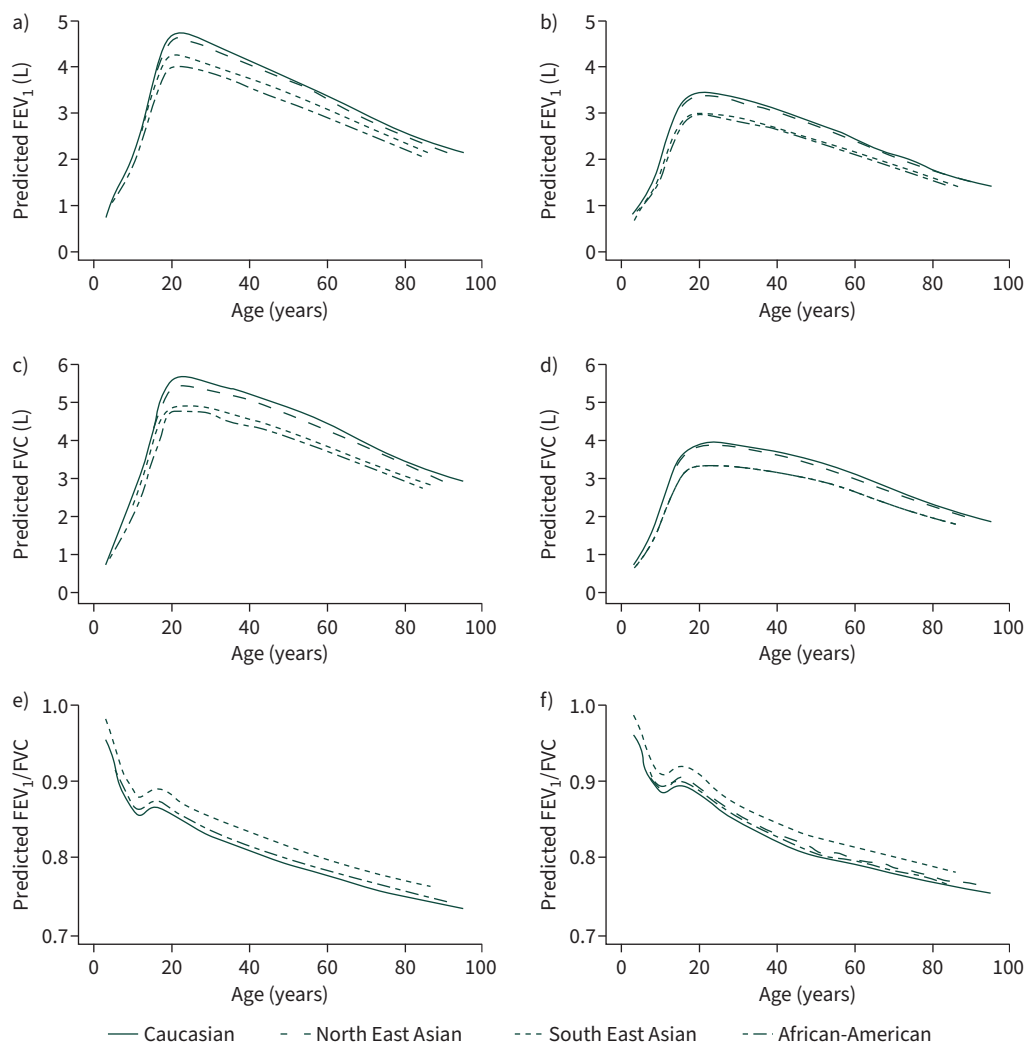 a)
5
4
3
2
1
0
Predicted FEV1 (L)
0 20 40 60 80 100
Age (years)
b)
5
4
3
2
1
0
Predicted FEV1 (L)
0 20 40 60 80 100
Age (years)
c)
6
5
4
3
2
1
0
Predicted FVC (L)
0 20 40 60 80 100
Age (years)
d)
6
5
4
3
2
1
0
Predicted FVC (L)
0 20 40 60 80 100
Age (years)
e)
1.0
0.9
0.8
0.7
Predicted FEV1/FVC
0 20 40 60 80 100
Age (years)
f)
1.0
0.9
0.8
0.7
Predicted FEV1/FVC
0 20 40 60 80 100
Age (years)
Caucasian North East Asian South East Asian African-American